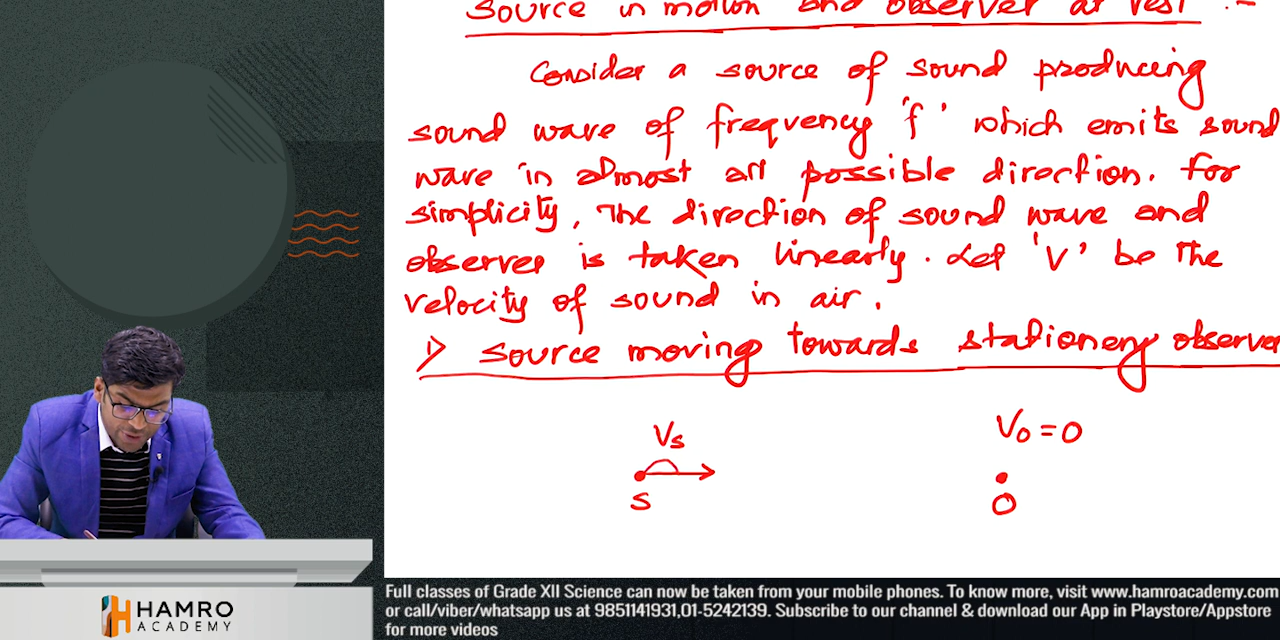 Source in motion and observer at rest :-
Consider a source of sound producing
sound wave of frequency 'f' which emits sound
wave in almost all possible direction. For
simplicity, The direction of sound wave and
observer is taken linearly. Let 'v' be the
velocity of sound in air.
1> Source moving towards stationery observer
Vs
Vo = 0
S
O
HAMRO
ACADEMY
Full classes of Grade XII Science can now be taken from your mobile phones. To know more, visit www.hamroacademy.com
or call/viber/whatsapp us at 9851141931,01-5242139. Subscribe to our channel & download our App in Playstore/Appstore
for more videos